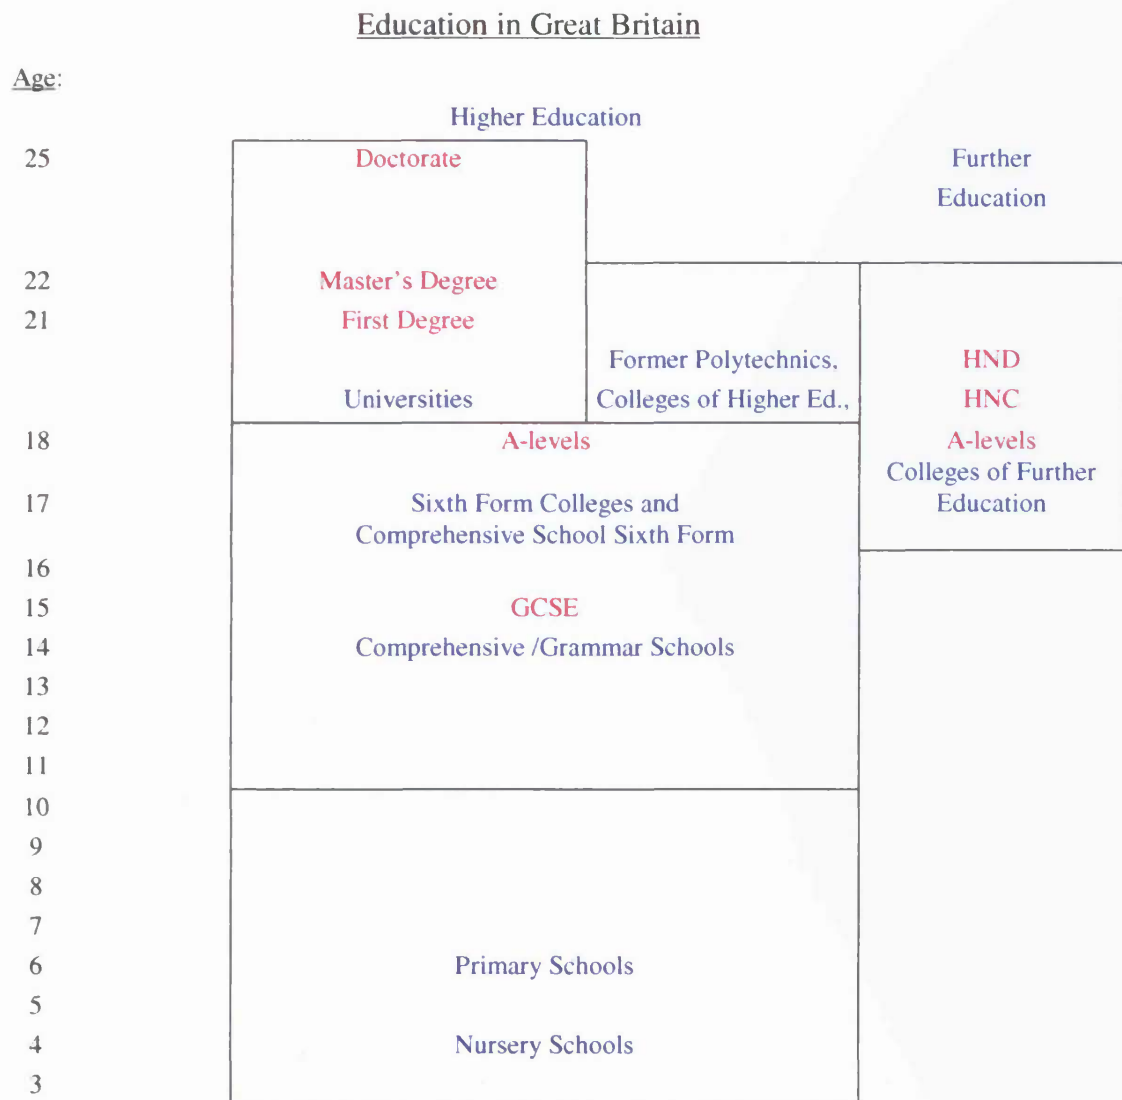 Education in Great Britain
Age:
Higher Education
25 Doctorate Further
Education
22 Master's Degree
21 First Degree
Former Polytechnics, HND
Universities Colleges of Higher Ed., HNC
18 A-levels A-levels
Colleges of Further
17 Sixth Form Colleges and Education
Comprehensive School Sixth Form
16
15 GCSE
14 Comprehensive /Grammar Schools
13
12
11
10
9
8
7
6 Primary Schools
5
4 Nursery Schools
3